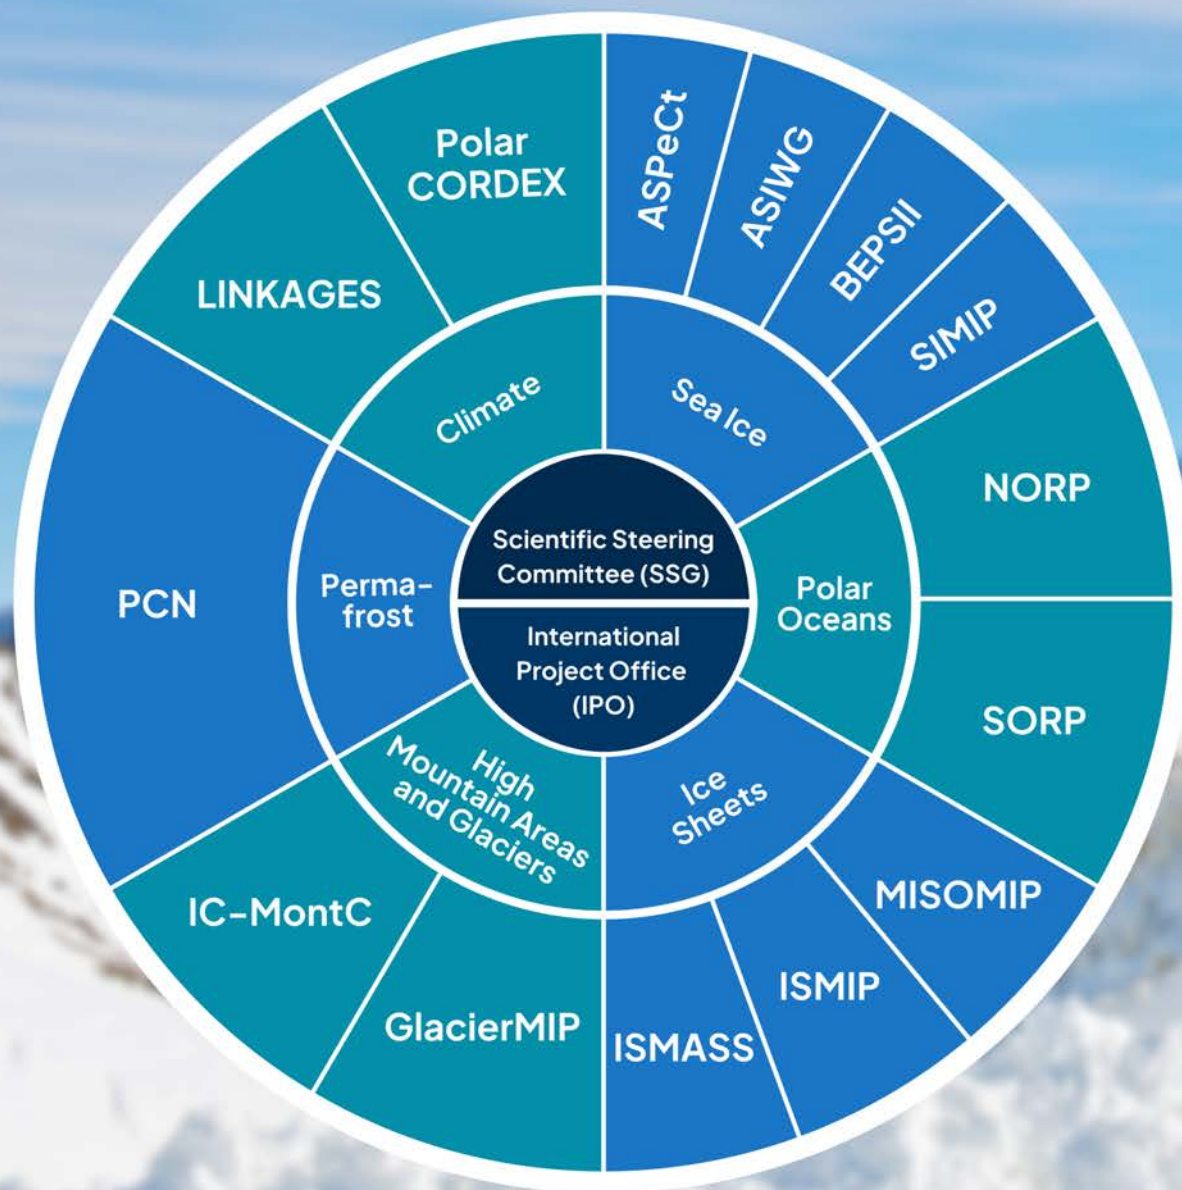 Polar
CORDEX
ASPeCt
ASIWG
BEPSII
SIMIP
LINKAGES
Climate
Sea Ice
NORP
PCN
Perma-
frost
Scientific Steering
Committee (SSG)
International
Project Office
(IPO)
Polar
Oceans
SORP
High
Mountain Areas
and Glaciers
Ice
Sheets
MISOMIP
IC-MontC
GlacierMIP
ISMASS
ISMIP